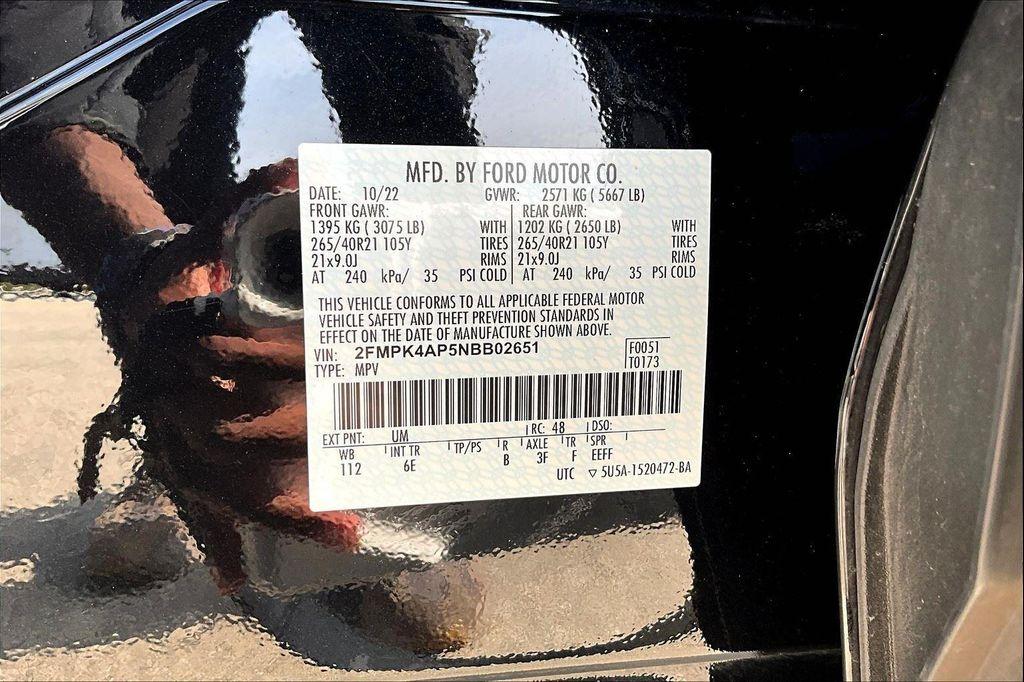 MFD. BY FORD MOTOR CO.
DATE: 10/22 GVWR: 2571 KG ( 5667 LB)
FRONT GAWR: REAR GAWR:
1395 KG ( 3075 LB) WITH 1202 KG ( 2650 LB) WITH
265/40R21 105Y TIRES 265/40R21 105Y TIRES
21x9.0J RIMS 21x9.0J RIMS
AT 240 kPa/ 35 PSI COLD AT 240 kPa/ 35 PSI COLD
THIS VEHICLE CONFORMS TO ALL APPLICABLE FEDERAL MOTOR
VEHICLE SAFETY AND THEFT PREVENTION STANDARDS IN
EFFECT ON THE DATE OF MANUFACTURE SHOWN ABOVE.
VIN: 2FMPK4AP5NBB02651 F0051
TYPE: MPV T0173
EXT PNT: UM RC: 48 DSO:
WB INT TR TP/PS R AXLE TR SPR
112 6E B 3F F EEFF
UTC ▽ 5U5A-1520472-BA